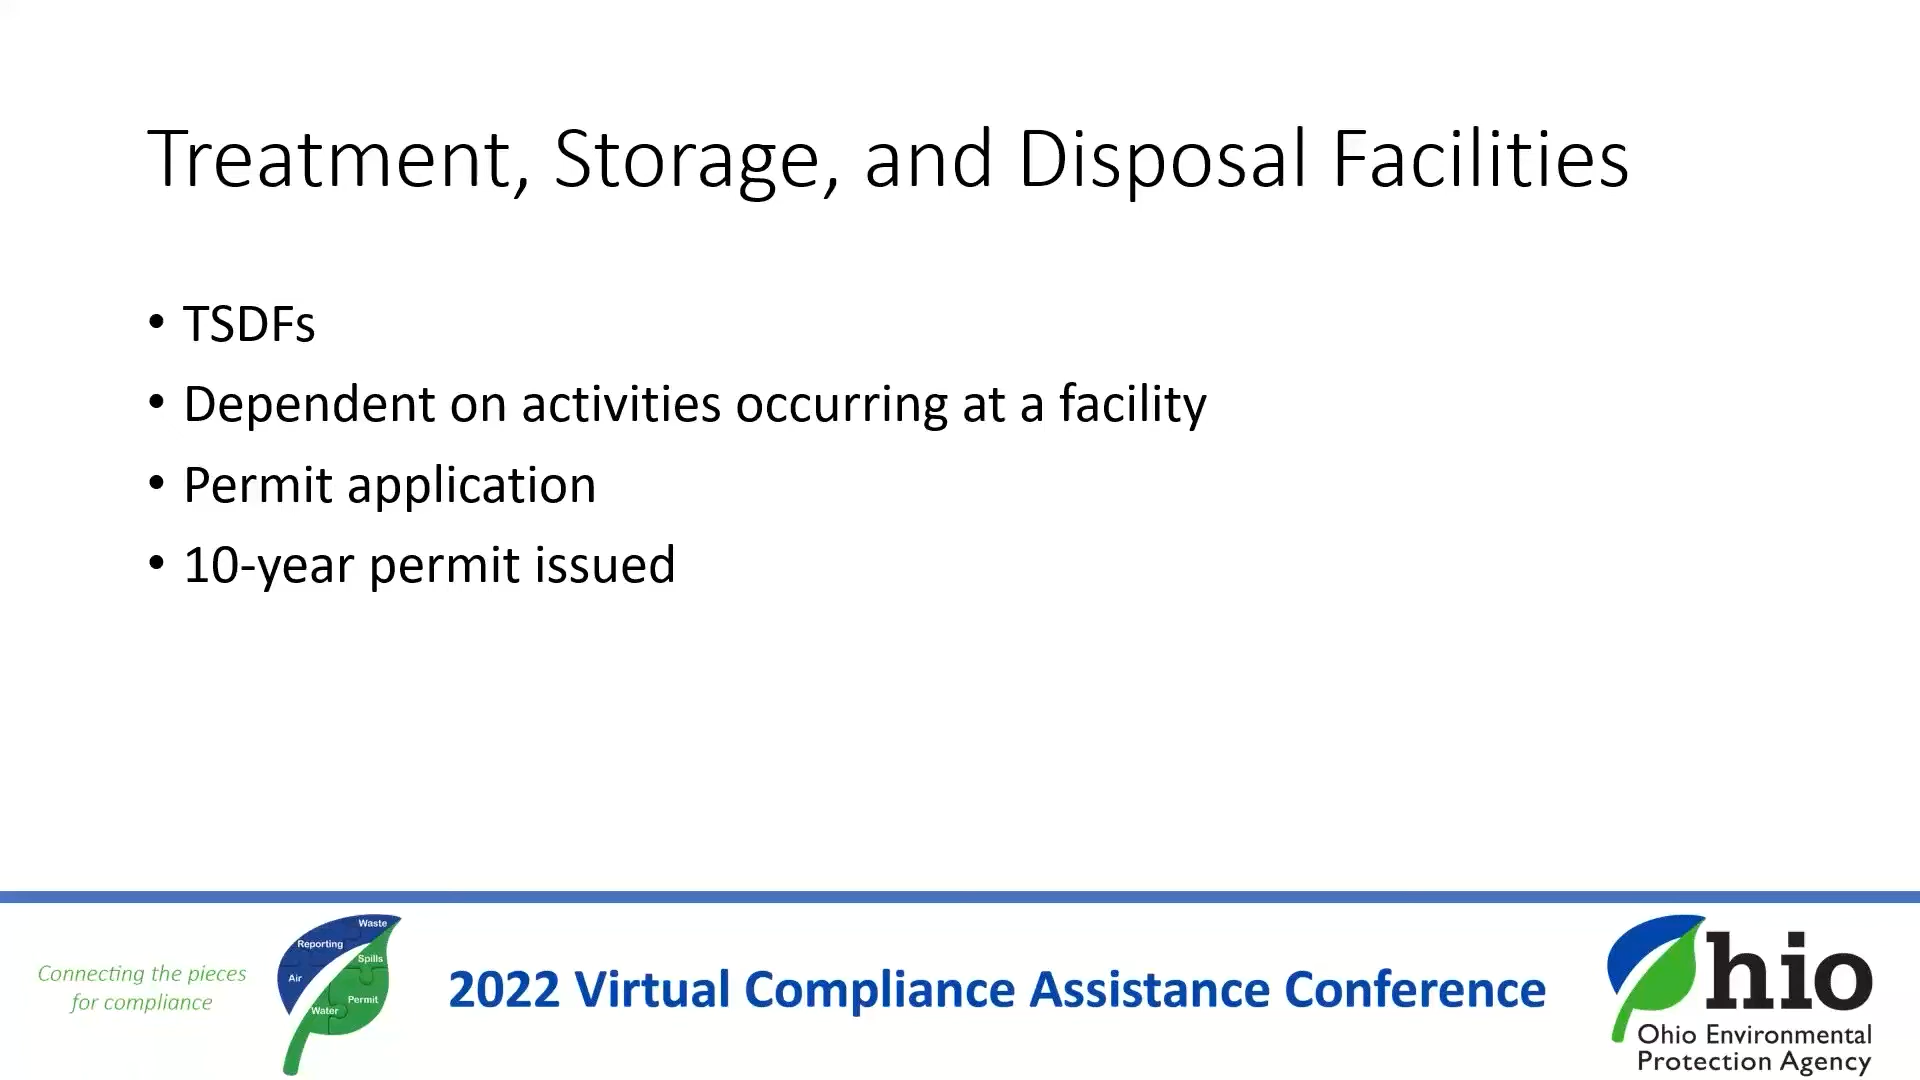 Treatment, Storage, and Disposal Facilities
• TSDFs
• Dependent on activities occurring at a facility
• Permit application
• 10-year permit issued
Connecting the pieces
for compliance
Waste
Reporting
Spills
Air
Permit
Water
2022 Virtual Compliance Assistance Conference
hio
Ohio Environmental
Protection Agency